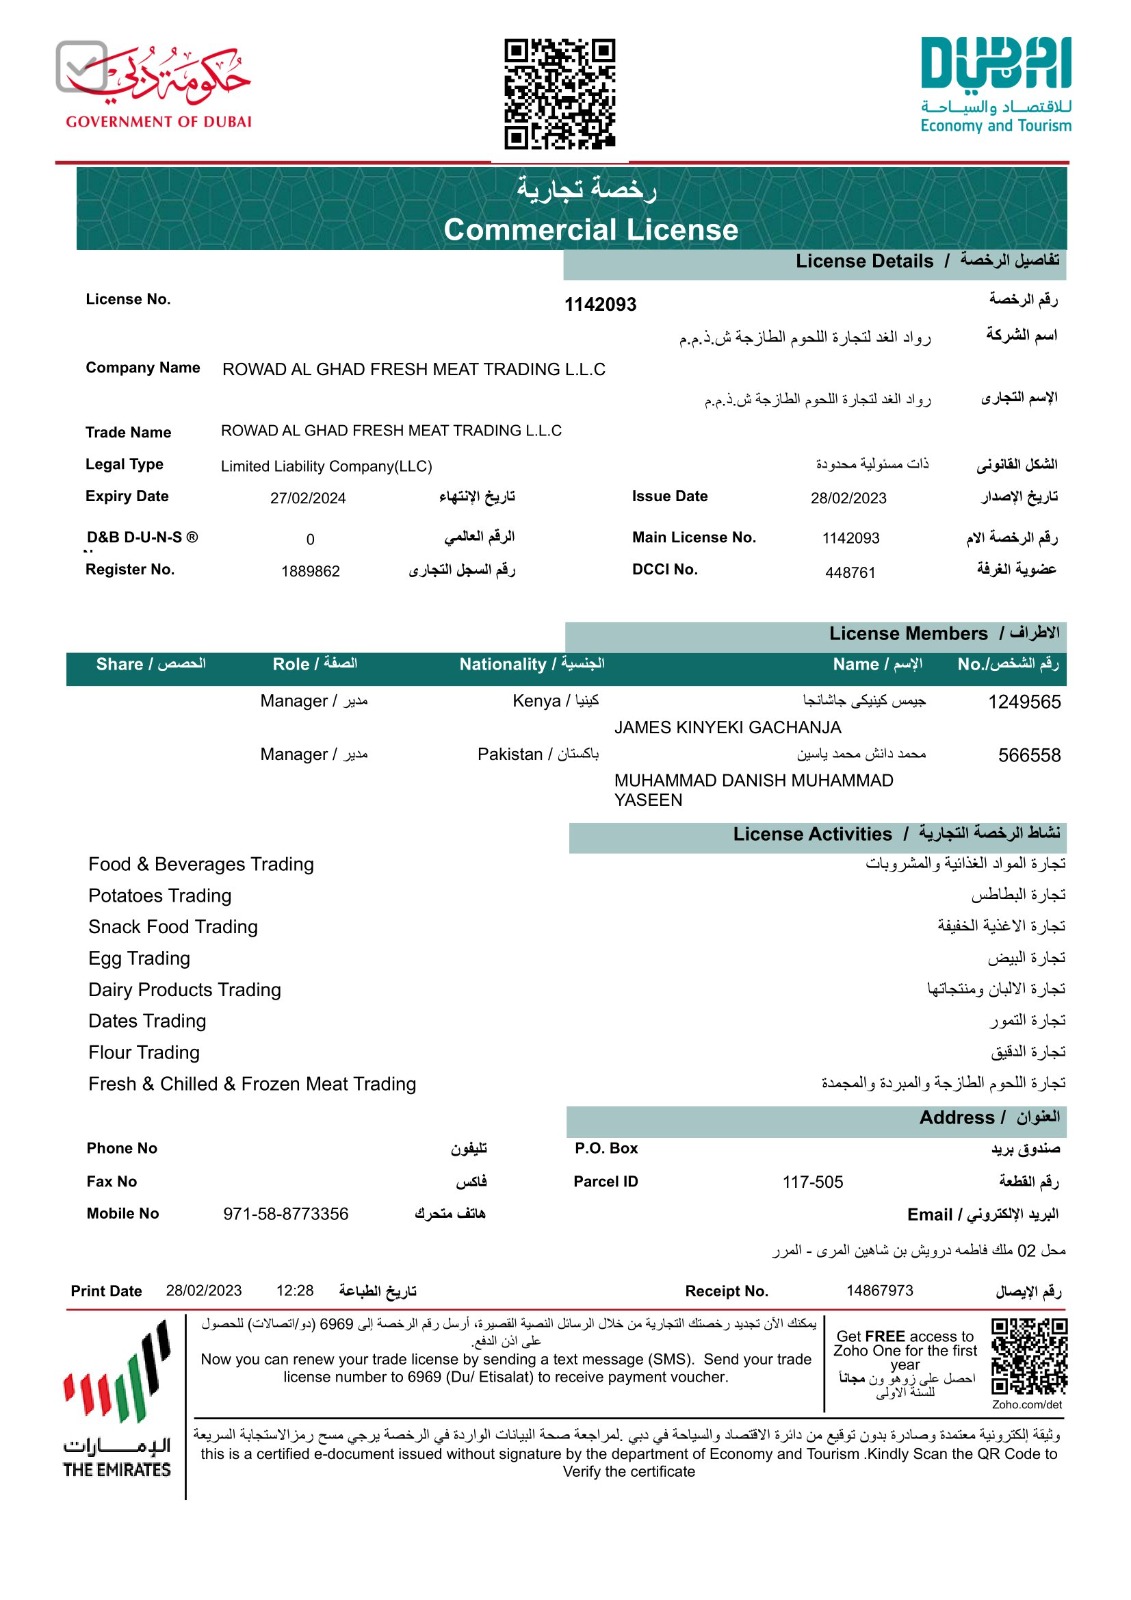 حكومة دبي
GOVERNMENT OF DUBAI
DUBAI
للاقتصاد والسياحة
Economy and Tourism
رخصة تجارية
Commercial License
License Details / تفاصيل الرخصة
License No. 1142093 رقم الرخصة
رواد الغد لتجارة اللحوم الطازجة ش.ذ.م.م اسم الشركة
Company Name ROWAD AL GHAD FRESH MEAT TRADING L.L.C
رواد الغد لتجارة اللحوم الطازجة ش.ذ.م.م الإسم التجارى
Trade Name ROWAD AL GHAD FRESH MEAT TRADING L.L.C
Legal Type Limited Liability Company(LLC) ذات مسئولية محدودة الشكل القانونى
Expiry Date 27/02/2024 تاريخ الإنتهاء Issue Date 28/02/2023 تاريخ الإصدار
D&B D-U-N-S ® 0 الرقم العالمي Main License No. 1142093 رقم الرخصة الام
Register No. 1889862 رقم السجل التجارى DCCI No. 448761 عضوية الغرفة
License Members / الاطراف
Share / الحصص Role / الصفة Nationality / الجنسية Name / الإسم No./رقم الشخص
Manager / مدير Kenya / كينيا جيمس كينيكى جاشانجا 1249565
JAMES KINYEKI GACHANJA
Manager / مدير Pakistan / باكستان محمد دانش محمد ياسين 566558
MUHAMMAD DANISH MUHAMMAD
YASEEN
License Activities / نشاط الرخصة التجارية
Food & Beverages Trading تجارة المواد الغذائية والمشروبات
Potatoes Trading تجارة البطاطس
Snack Food Trading تجارة الاغذية الخفيفة
Egg Trading تجارة البيض
Dairy Products Trading تجارة الالبان ومنتجاتها
Dates Trading تجارة التمور
Flour Trading تجارة الدقيق
Fresh & Chilled & Frozen Meat Trading تجارة اللحوم الطازجة والمبردة والمجمدة
Address / العنوان
Phone No تليفون P.O. Box صندوق بريد
Fax No فاكس Parcel ID 117-505 رقم القطعة
Mobile No 971-58-8773356 هاتف متحرك Email / البريد الإلكتروني
محل 02 ملك فاطمه درويش بن شاهين المرى - المرر
Print Date 28/02/2023 12:28 تاريخ الطباعة Receipt No. 14867973 رقم الإيصال
يمكنك الأن تجديد رخصتك التجارية من خلال الرسائل النصية القصيرة، أرسل رقم الرخصة إلى 6969 (دو/اتصالات) للحصول
على اذن الدفع.
Now you can renew your trade license by sending a text message (SMS). Send your trade
license number to 6969 (Du/ Etisalat) to receive payment voucher.
Get FREE access to
Zoho One for the first
year
احصل على زوهو ون مجاناً
للسنة الاولى
Zoho.com/det
الإمارات
THE EMIRATES
وثيقة إلكترونية معتمدة وصادرة بدون توقيع من دائرة الاقتصاد والسياحة في دبي .لمراجعة صحة البيانات الواردة في الرخصة يرجي مسح رمزالاستجابة السريعة
this is a certified e-document issued without signature by the department of Economy and Tourism .Kindly Scan the QR Code to
Verify the certificate